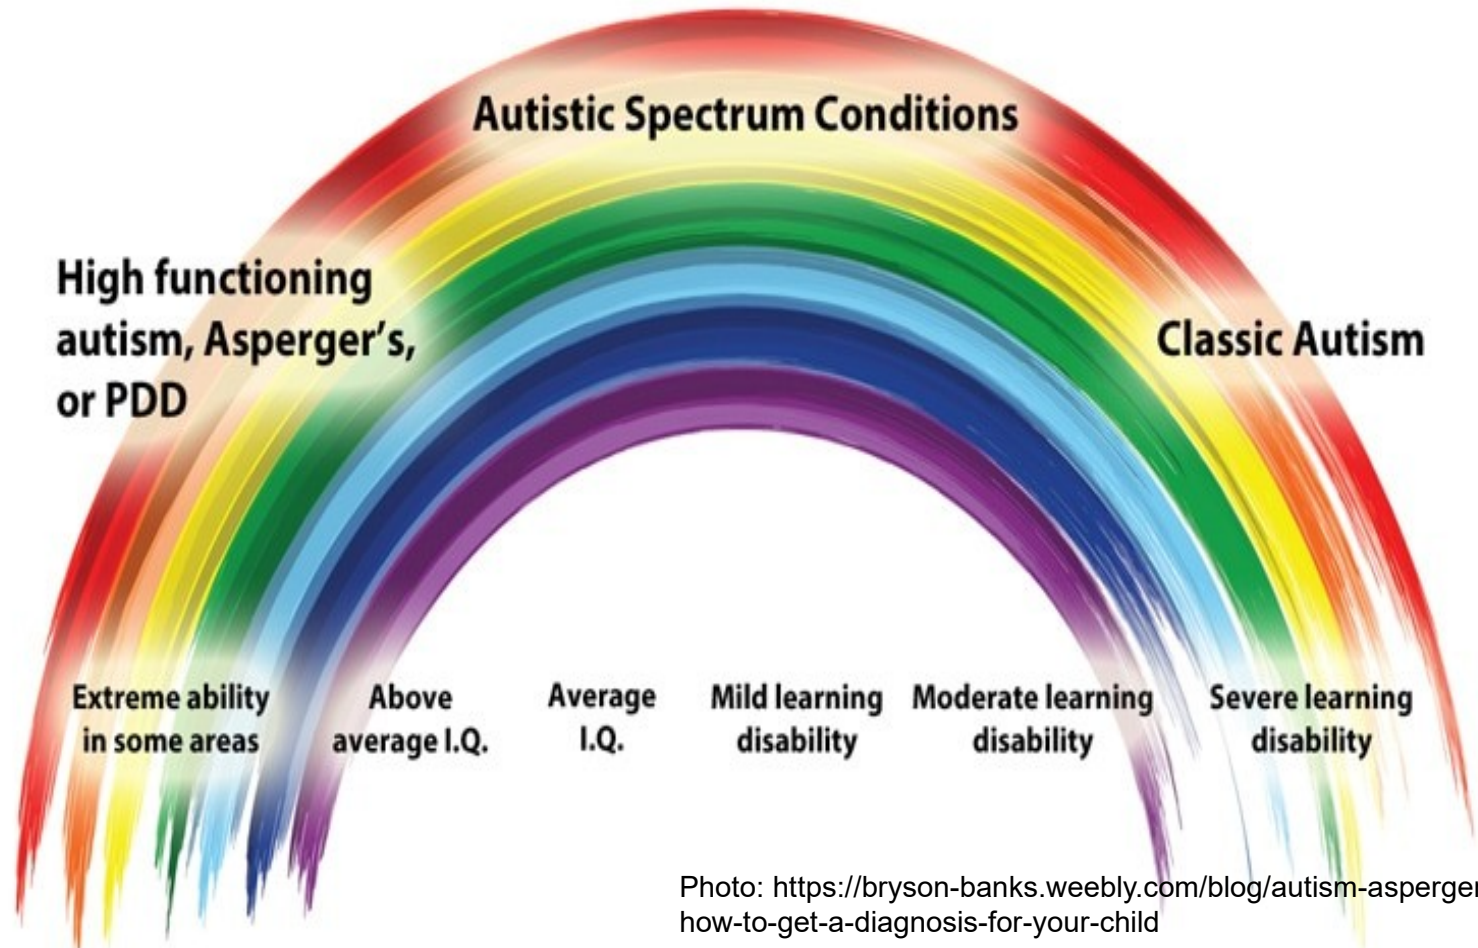 Autistic Spectrum Conditions
High functioning
autism, Asperger's,
or PDD
Classic Autism
Extreme ability
in some areas
Above
average I.Q.
Average
I.Q.
Mild learning
disability
Moderate learning
disability
Severe learning
disability
Photo: https://bryson-banks.weebly.com/blog/autism-asperger
how-to-get-a-diagnosis-for-your-child